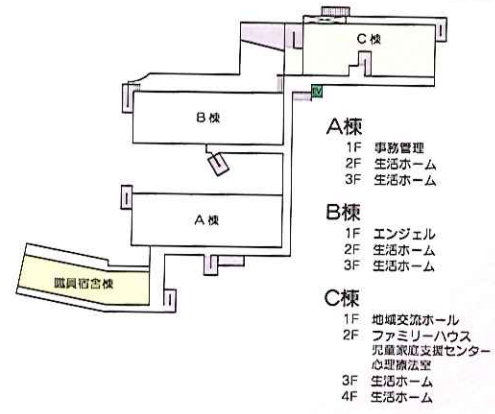 C棟
EV
B棟
A棟
職員宿舎棟
A棟
1F 事務管理
2F 生活ホーム
3F 生活ホーム
B棟
1F エンジェル
2F 生活ホーム
3F 生活ホーム
C棟
1F 地域交流ホール
2F ファミリーハウス
児童家庭支援センター
心理療法室
3F 生活ホーム
4F 生活ホーム